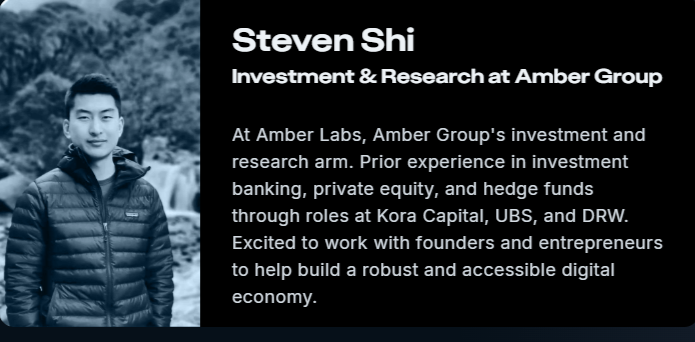 Steven Shi
Investment & Research at Amber Group
At Amber Labs, Amber Group's investment and
research arm. Prior experience in investment
banking, private equity, and hedge funds
through roles at Kora Capital, UBS, and DRW.
Excited to work with founders and entrepreneurs
to help build a robust and accessible digital
economy.